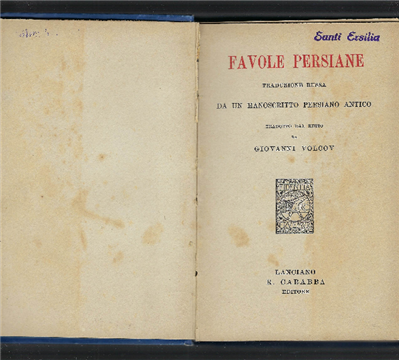 Santi Ersilia
FAVOLE PERSIANE
TRADUZIONE RUSSA
DA UN MANOSCRITTO PERSIANO ANTICO
TRADOTTO DAL RUSSO
DA
GIOVANNI VOLCOV
LANCIANO
R. CARABBA
EDITORE